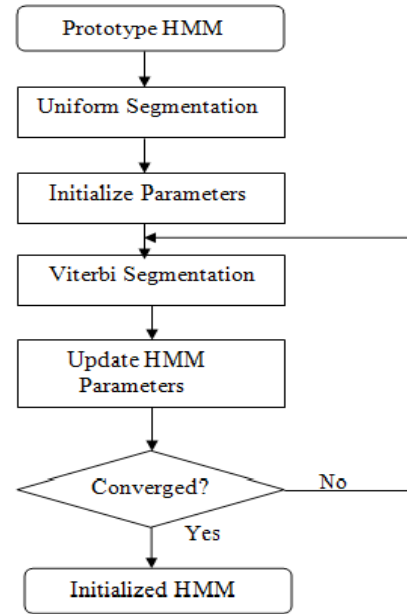 Prototype HMM
Uniform Segmentation
Initialize Parameters
Viterbi Segmentation
Update HMM
Parameters
Converged?
No
Yes
Initialized HMM